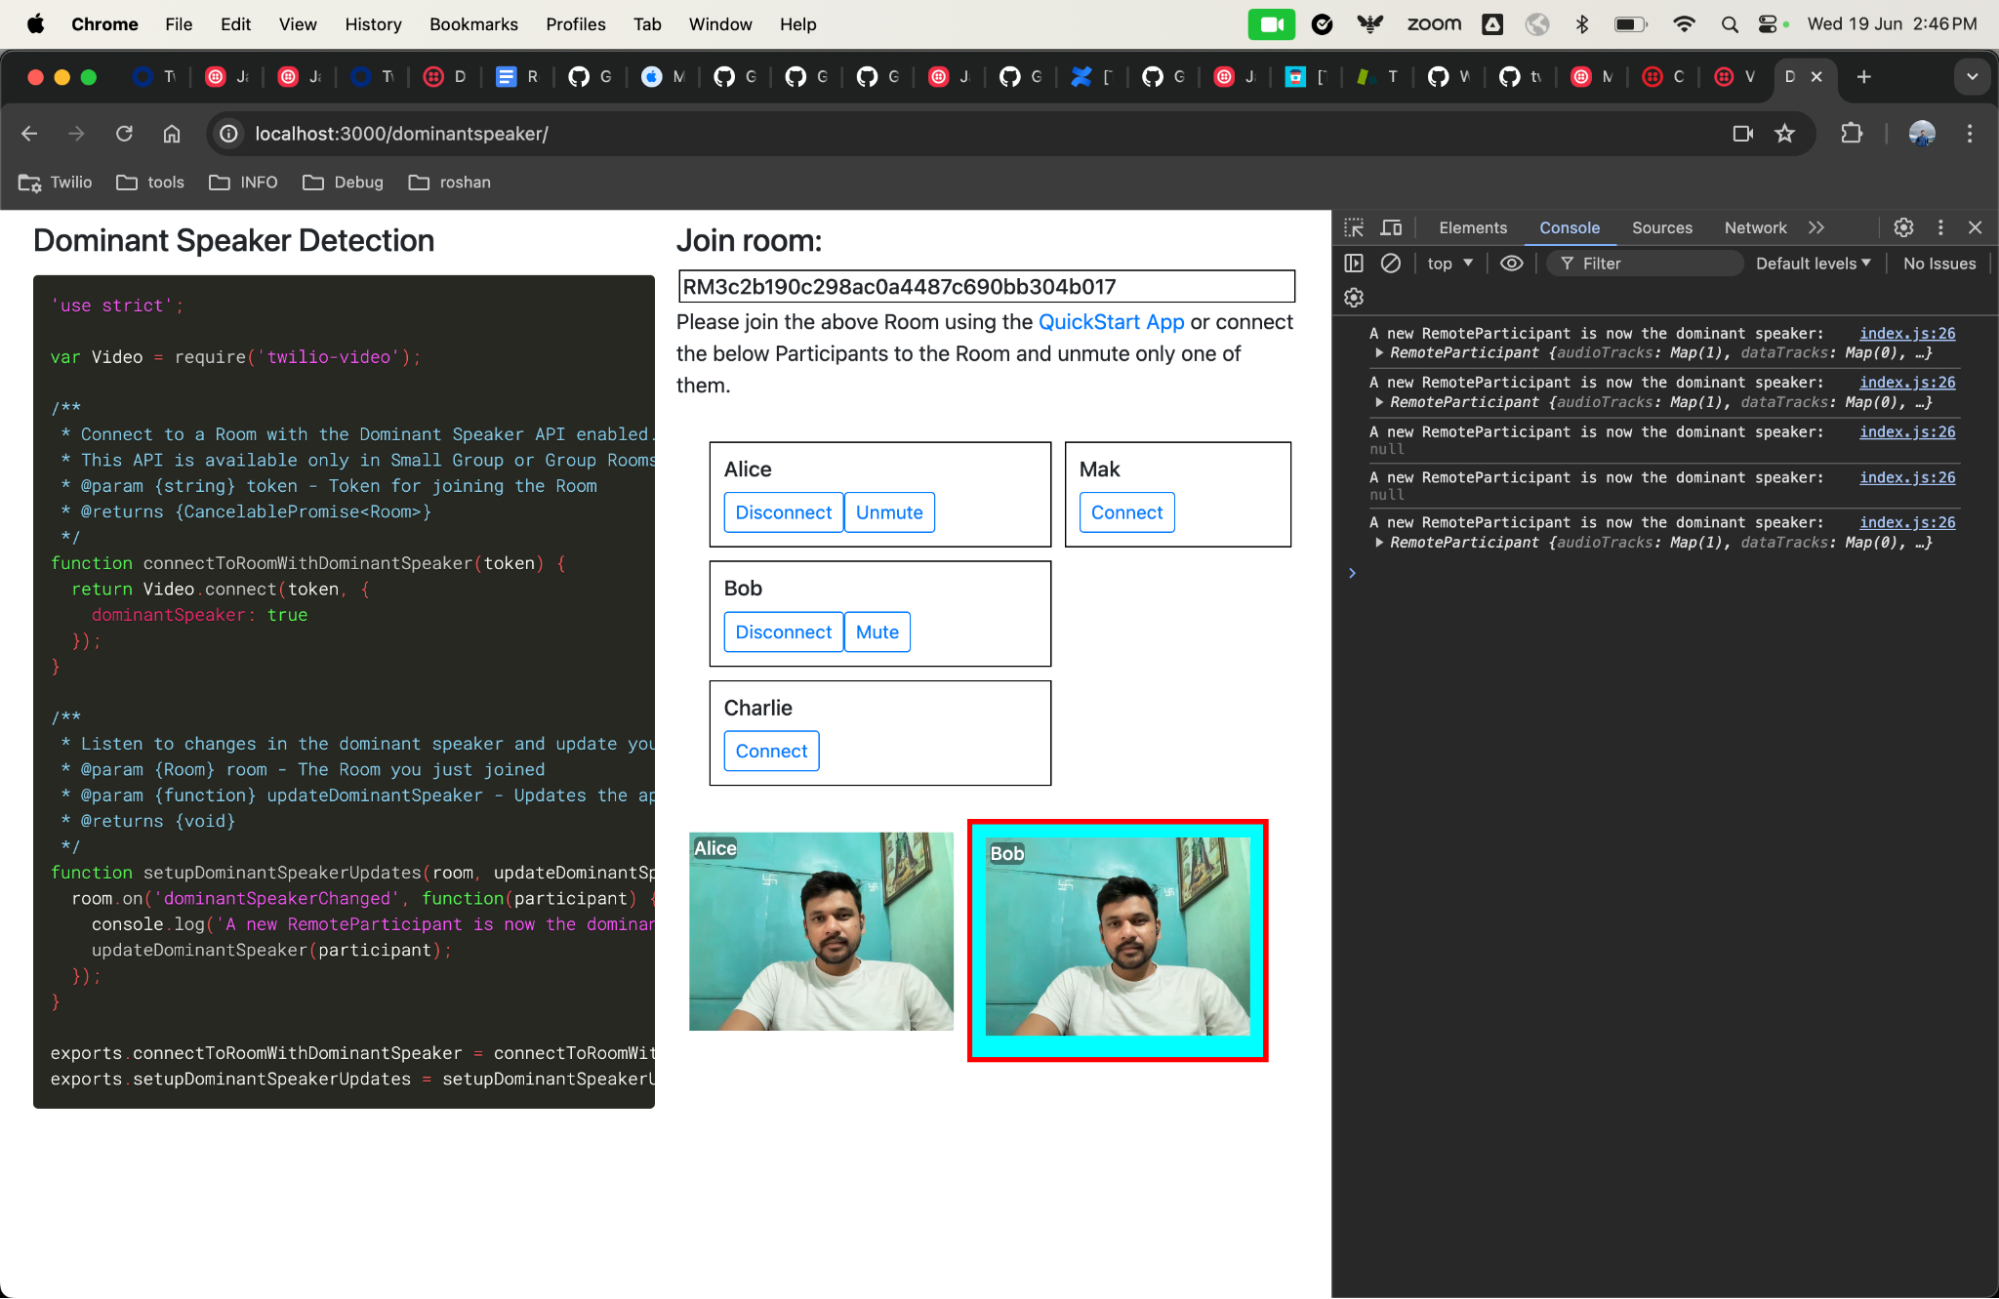 Chrome File Edit View History Bookmarks Profiles Tab Window Help zoom Wed 19 Jun 2:46 PM
D R G M G G G J G [ G J [ T W tv M C V D
localhost:3000/dominantspeaker/
Twilio tools INFO Debug roshan
Dominant Speaker Detection
'use strict';
var Video = require('twilio-video');
/**
* Connect to a Room with the Dominant Speaker API enabled.
* This API is available only in Small Group or Group Rooms
* @param {string} token - Token for joining the Room
* @returns {CancelablePromise<Room>}
*/
function connectToRoomWithDominantSpeaker(token) {
return Video.connect(token, {
dominantSpeaker: true
});
}
/**
* Listen to changes in the dominant speaker and update you
* @param {Room} room - The Room you just joined
* @param {function} updateDominantSpeaker - Updates the ap
* @returns {void}
*/
function setupDominantSpeakerUpdates(room, updateDominantSp
room.on('dominantSpeakerChanged', function(participant) {
console.log('A new RemoteParticipant is now the dominan
updateDominantSpeaker(participant);
});
}
exports.connectToRoomWithDominantSpeaker = connectToRoomWit
exports.setupDominantSpeakerUpdates = setupDominantSpeakerU
Join room:
RM3c2b190c298ac0a4487c690bb304b017
Please join the above Room using the QuickStart App or connect
the below Participants to the Room and unmute only one of
them.
Alice
Disconnect Unmute
Mak
Connect
Bob
Disconnect Mute
Charlie
Connect
Alice
Bob
Elements Console Sources Network
top Filter Default levels No Issues
A new RemoteParticipant is now the dominant speaker: index.js:26
RemoteParticipant {audioTracks: Map(1), dataTracks: Map(0), …}
A new RemoteParticipant is now the dominant speaker: index.js:26
RemoteParticipant {audioTracks: Map(1), dataTracks: Map(0), …}
A new RemoteParticipant is now the dominant speaker: index.js:26
null
A new RemoteParticipant is now the dominant speaker: index.js:26
null
A new RemoteParticipant is now the dominant speaker: index.js:26
RemoteParticipant {audioTracks: Map(1), dataTracks: Map(0), …}